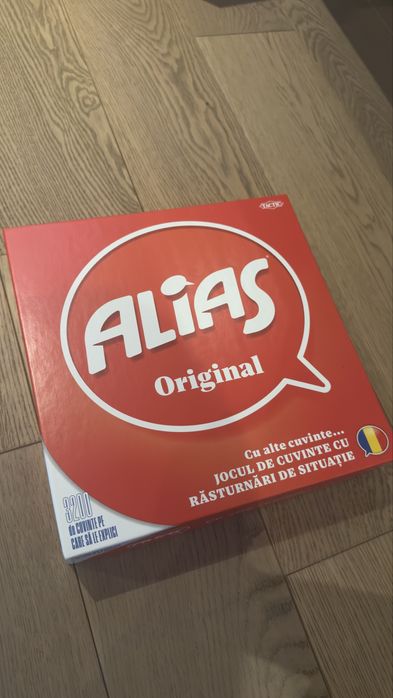 TACTIC
ALiAS
Original
Cu alte cuvinte...
JOCUL DE CUVINTE CU
RĂSTURNĂRI DE SITUAȚIE
3200
de CUVINTE PE
CARE SĂ LE EXPLICI